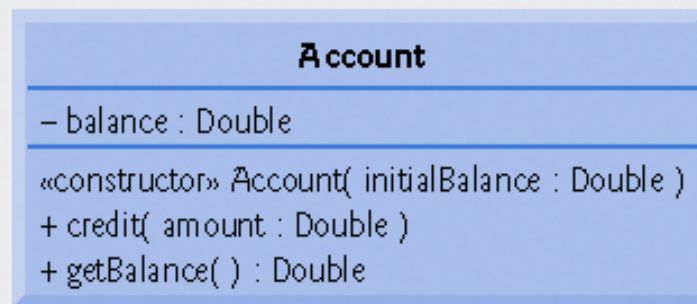 Account
– balance : Double
«constructor» Account( initialBalance : Double )
+ credit( amount : Double )
+ getBalance( ) : Double